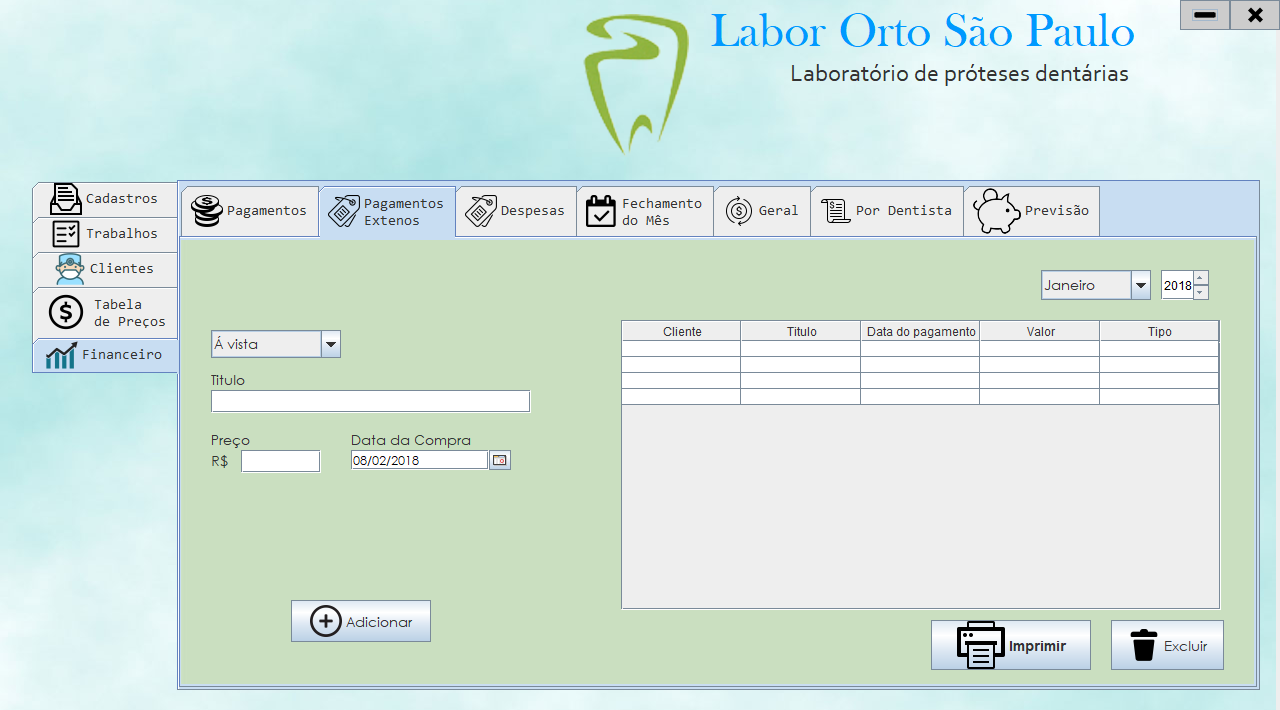 Labor Orto São Paulo
Laboratório de próteses dentárias
Cadastros
Trabalhos
Clientes
Tabela
de Preços
Financeiro
Pagamentos
Pagamentos
Extenos
Despesas
Fechamento
do Mês
Geral
Por Dentista
Previsão
Janeiro
2018
Á vista
Titulo
Preço
R$
Data da Compra
08/02/2018
Adicionar
Cliente
Titulo
Data do pagamento
Valor
Tipo
Imprimir
Excluir